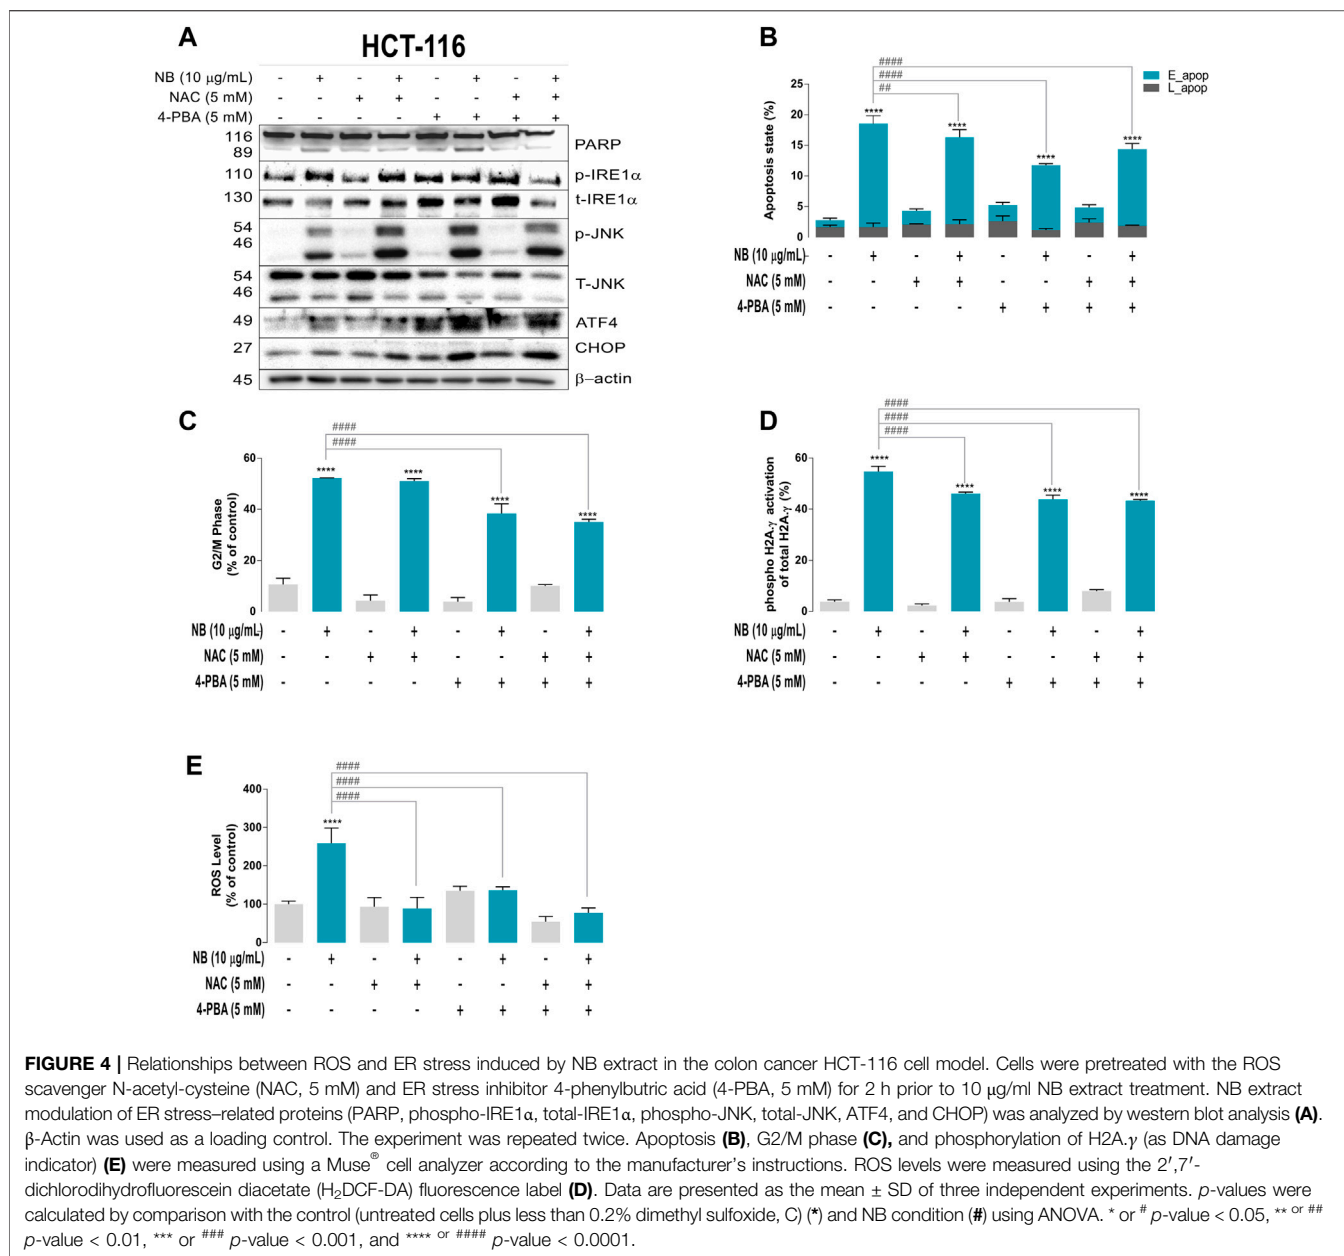 A
HCT-116
NB (10 µg/mL) - + - + - + - +
NAC (5 mM) - - + + - - + +
4-PBA (5 mM) - - - - + + + +
116
89
PARP
110
p-IRE1α
130
t-IRE1α
54
46
p-JNK
54
46
T-JNK
49
ATF4
27
CHOP
45
β–actin
B
####
####
##
E_apop
L_apop
Apoptosis state (%)
25
20
15
10
5
0
**** **** **** ****
NB (10 µg/mL) - + - + - + - +
NAC (5 mM) - - + + - - + +
4-PBA (5 mM) - - - - + + + +
C
####
####
G2/M Phase
(% of control)
60
40
20
0
**** **** **** ****
NB (10 µg/mL) - + - + - + - +
NAC (5 mM) - - + + - - + +
4-PBA (5 mM) - - - - + + + +
D
####
####
####
phospho H2A.γ activation
of total H2A.γ (%)
60
40
20
0
**** **** **** ****
NB (10 µg/mL) - + - + - + - +
NAC (5 mM) - - + + - - + +
4-PBA (5 mM) - - - - + + + +
E
####
####
####
ROS Level
(% of control)
400
300
200
100
0
****
NB (10 µg/mL) - + - + - + - +
NAC (5 mM) - - + + - - + +
4-PBA (5 mM) - - - - + + + +
FIGURE 4 | Relationships between ROS and ER stress induced by NB extract in the colon cancer HCT-116 cell model. Cells were pretreated with the ROS
scavenger N-acetyl-cysteine (NAC, 5 mM) and ER stress inhibitor 4-phenylbutric acid (4-PBA, 5 mM) for 2 h prior to 10 µg/ml NB extract treatment. NB extract
modulation of ER stress–related proteins (PARP, phospho-IRE1α, total-IRE1α, phospho-JNK, total-JNK, ATF4, and CHOP) was analyzed by western blot analysis (A).
β-Actin was used as a loading control. The experiment was repeated twice. Apoptosis (B), G2/M phase (C), and phosphorylation of H2A.γ (as DNA damage
indicator) (E) were measured using a Muse® cell analyzer according to the manufacturer's instructions. ROS levels were measured using the 2′,7′-
dichlorodihydrofluorescein diacetate (H₂DCF-DA) fluorescence label (D). Data are presented as the mean ± SD of three independent experiments. p-values were
calculated by comparison with the control (untreated cells plus less than 0.2% dimethyl sulfoxide, C) (*) and NB condition (#) using ANOVA. * or # p-value < 0.05, ** or ##
p-value < 0.01, *** or ### p-value < 0.001, and **** or #### p-value < 0.0001.